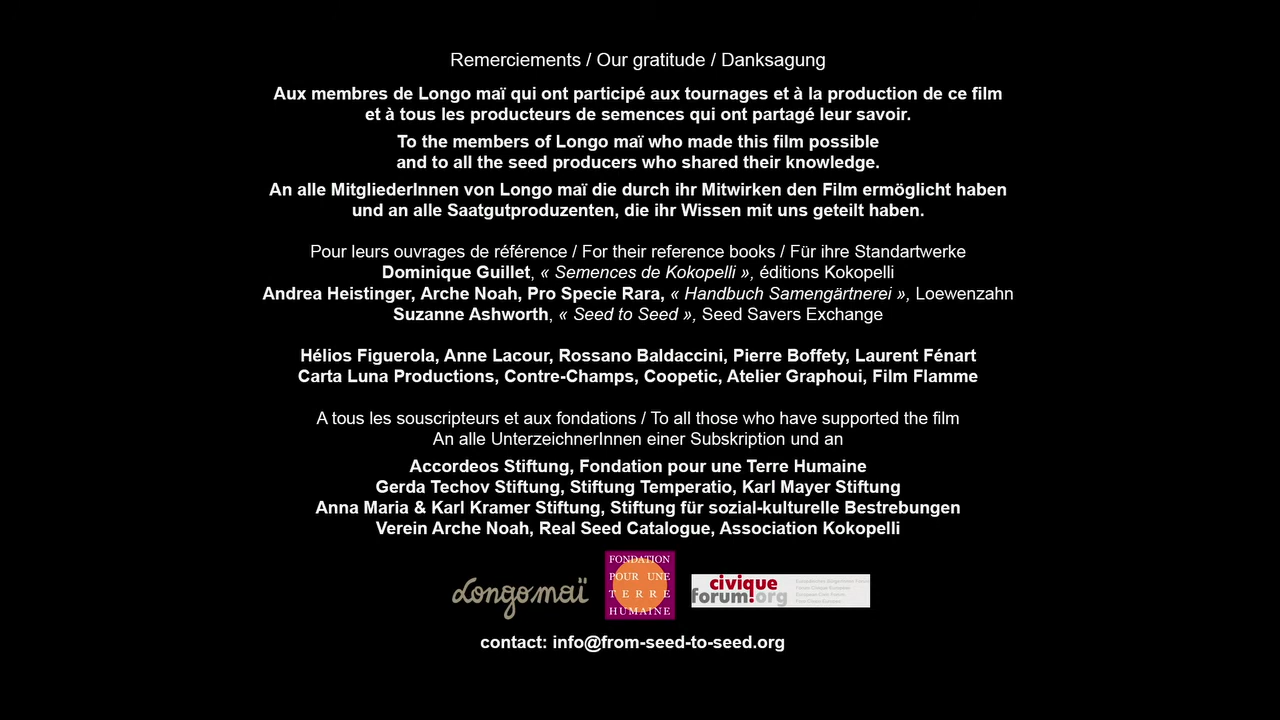 Remerciements / Our gratitude / Danksagung
Aux membres de Longo maï qui ont participé aux tournages et à la production de ce film
et à tous les producteurs de semences qui ont partagé leur savoir.
To the members of Longo maï who made this film possible
and to all the seed producers who shared their knowledge.
An alle MitgliederInnen von Longo maï die durch ihr Mitwirken den Film ermöglicht haben
und an alle Saatgutproduzenten, die ihr Wissen mit uns geteilt haben.
Pour leurs ouvrages de référence / For their reference books / Für ihre Standartwerke
Dominique Guillet, « Semences de Kokopelli », éditions Kokopelli
Andrea Heistinger, Arche Noah, Pro Specie Rara, « Handbuch Samengärtnerei », Loewenzahn
Suzanne Ashworth, « Seed to Seed », Seed Savers Exchange
Hélios Figuerola, Anne Lacour, Rossano Baldaccini, Pierre Boffety, Laurent Fénart
Carta Luna Productions, Contre-Champs, Coopetic, Atelier Graphoui, Film Flamme
A tous les souscripteurs et aux fondations / To all those who have supported the film
An alle UnterzeichnerInnen einer Subskription und an
Accordeos Stiftung, Fondation pour une Terre Humaine
Gerda Techov Stiftung, Stiftung Temperatio, Karl Mayer Stiftung
Anna Maria & Karl Kramer Stiftung, Stiftung für sozial-kulturelle Bestrebungen
Verein Arche Noah, Real Seed Catalogue, Association Kokopelli
Longo maï
FONDATION
POUR UNE
TERRE
HUMAINE
civique
forum.org
contact: info@from-seed-to-seed.org